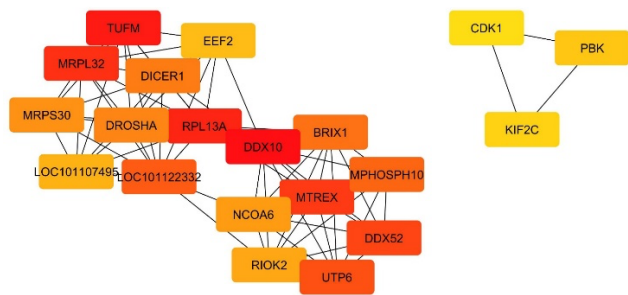 TUFM
EEF2
CDK1
PBK
MRPL32
DICER1
MRPS30
DROSHA
RPL13A
DDX10
BRIX1
KIF2C
LOC101107495
LOC101122332
MPHOSPH10
MTREX
NCOA6
DDX52
RIOK2
UTP6